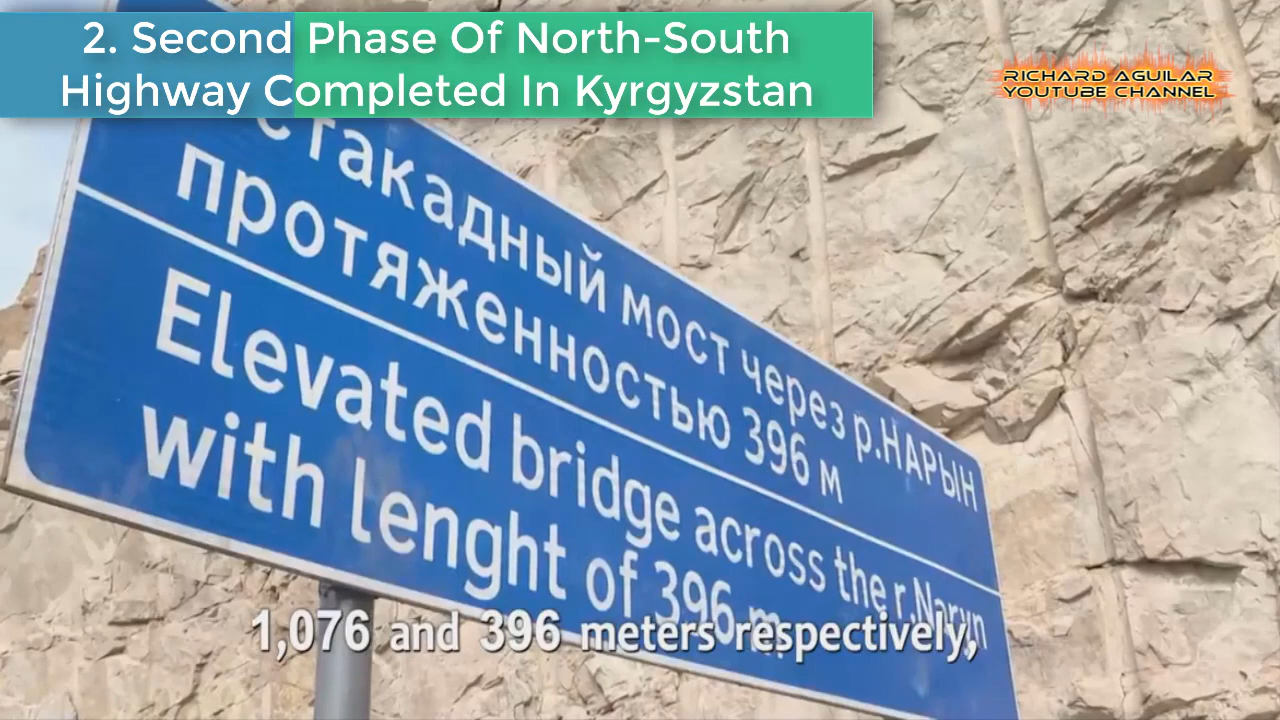 2. Second Phase Of North-South
Highway Completed In Kyrgyzstan
RICHARD AGUILAR
YOUTUBE CHANNEL
Эстакадный мост через р.НАРЫН
протяженностью 396 м
Elevated bridge across the r.Naryn
with lenght of 396 m
1,076 and 396 meters respectively,